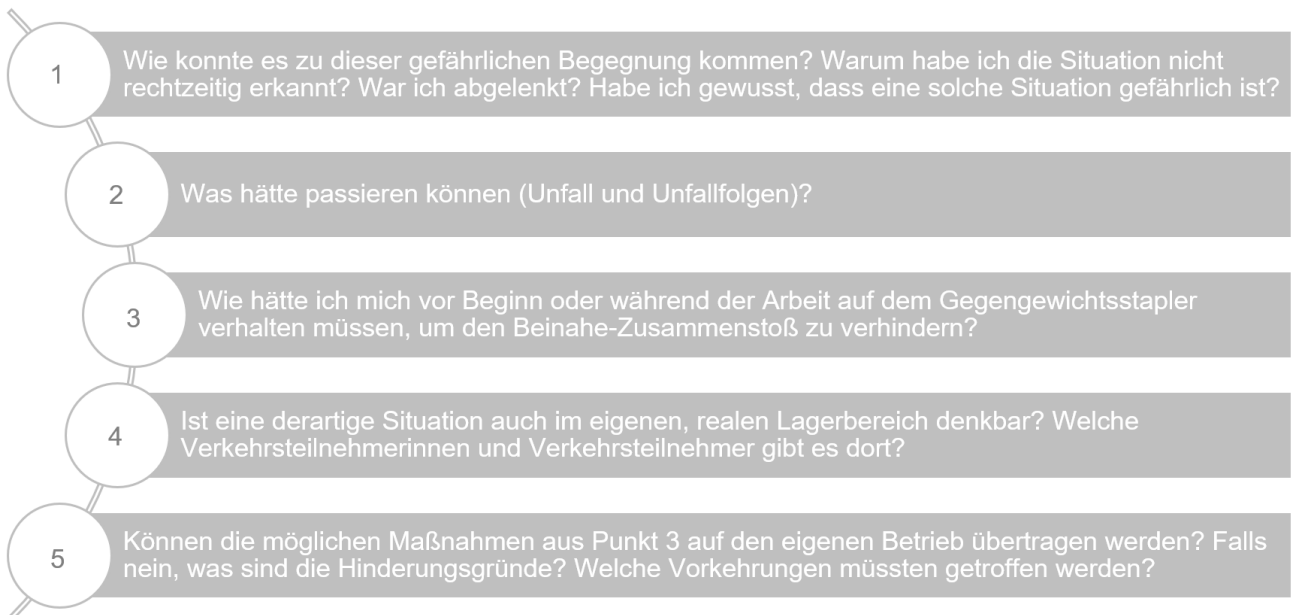 1
Wie konnte es zu dieser gefährlichen Begegnung kommen? Warum habe ich die Situation nicht
rechtzeitig erkannt? War ich abgelenkt? Habe ich gewusst, dass eine solche Situation gefährlich ist?
2
Was hätte passieren können (Unfall und Unfallfolgen)?
3
Wie hätte ich mich vor Beginn oder während der Arbeit auf dem Gegengewichtsstapler
verhalten müssen, um den Beinahe-Zusammenstoß zu verhindern?
4
Ist eine derartige Situation auch im eigenen, realen Lagerbereich denkbar? Welche
Verkehrsteilnehmerinnen und Verkehrsteilnehmer gibt es dort?
5
Können die möglichen Maßnahmen aus Punkt 3 auf den eigenen Betrieb übertragen werden? Falls
nein, was sind die Hinderungsgründe? Welche Vorkehrungen müssten getroffen werden?